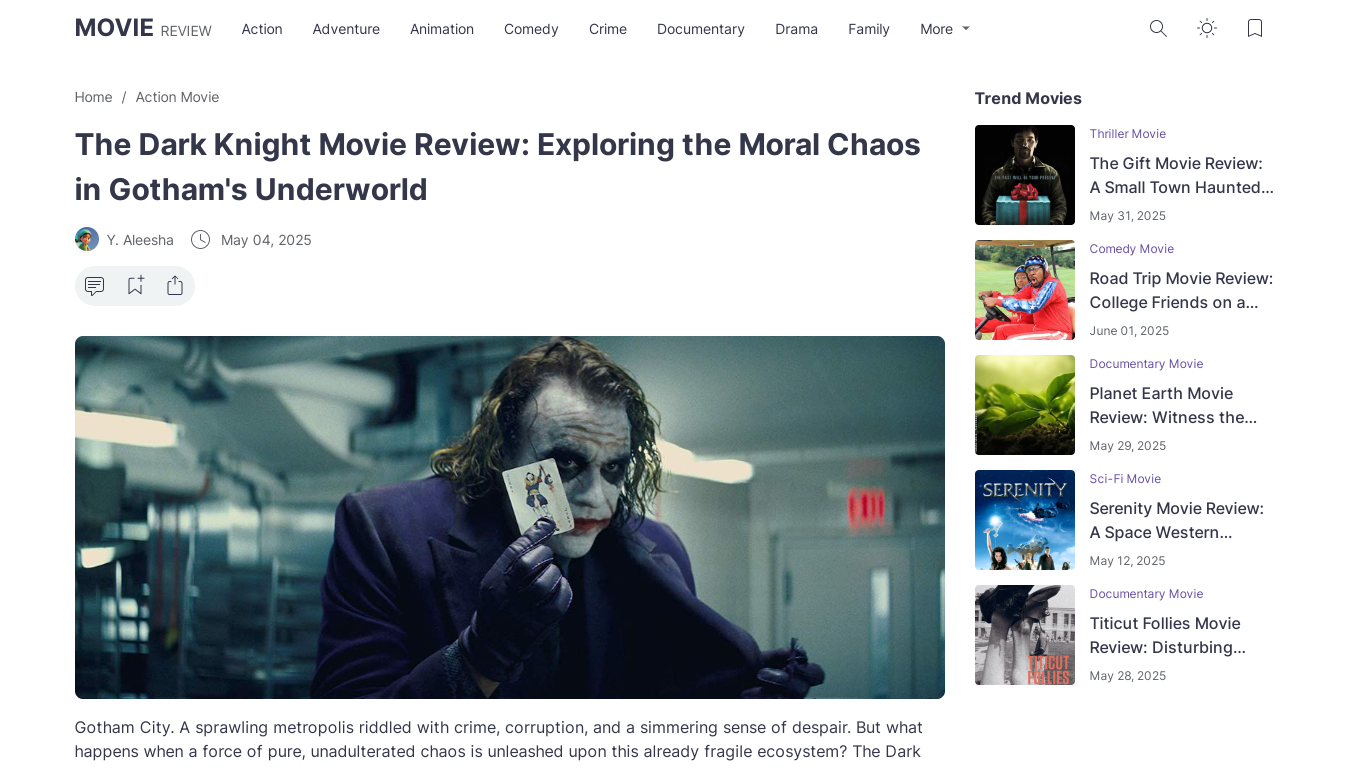 MOVIE REVIEW
Action
Adventure
Animation
Comedy
Crime
Documentary
Drama
Family
More
Home / Action Movie
The Dark Knight Movie Review: Exploring the Moral Chaos
in Gotham's Underworld
Y. Aleesha
May 04, 2025
Gotham City. A sprawling metropolis riddled with crime, corruption, and a simmering sense of despair. But what
happens when a force of pure, unadulterated chaos is unleashed upon this already fragile ecosystem? The Dark
Trend Movies
Thriller Movie
The Gift Movie Review:
A Small Town Haunted...
May 31, 2025
Comedy Movie
Road Trip Movie Review:
College Friends on a...
June 01, 2025
Documentary Movie
Planet Earth Movie
Review: Witness the...
May 29, 2025
SERENITY
Sci-Fi Movie
Serenity Movie Review:
A Space Western...
May 12, 2025
TITICUT
FOLLIES
Documentary Movie
Titicut Follies Movie
Review: Disturbing...
May 28, 2025